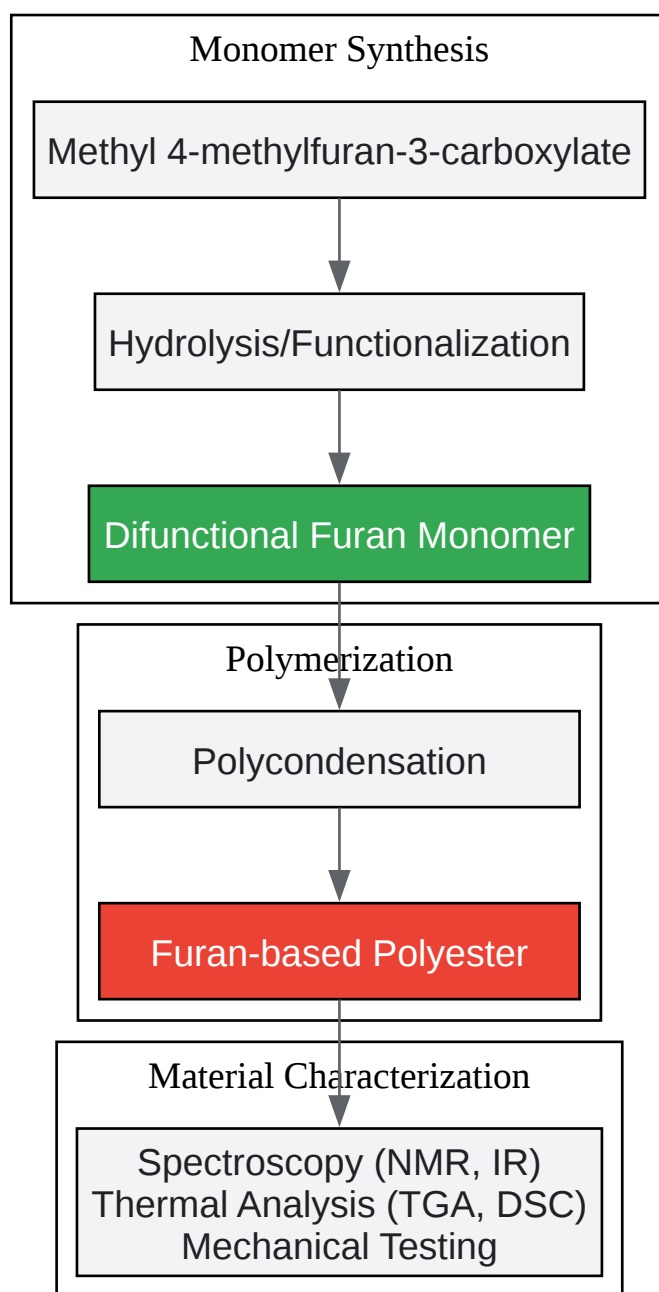 Monomer Synthesis
Methyl 4-methylfuran-3-carboxylate
Hydrolysis/Functionalization
Difunctional Furan Monomer
Polymerization
Polycondensation
Furan-based Polyester
Material Characterization
Spectroscopy (NMR, IR)
Thermal Analysis (TGA, DSC)
Mechanical Testing